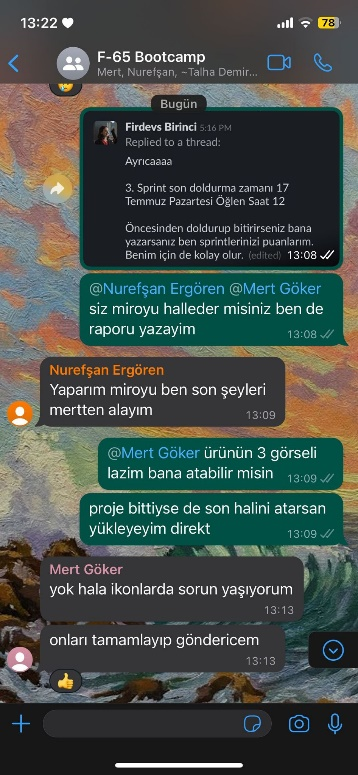 13:22
78
F-65 Bootcamp
Mert, Nurefşan, ~Talha Demir...
Bugün
Firdevs Birinci 5:16 PM
Replied to a thread:
Ayrıcaaaa
3. Sprint son doldurma zamanı 17
Temmuz Pazartesi Öğlen Saat 12
Öncesinden doldurup bitirirseniz bana
yazarsanız ben sprintlerinizi puanlarım.
Benim için de kolay olur. (edited) 13:08
@Nurefşan Ergören @Mert Göker
siz miroyu halleder misiniz ben de
raporu yazayim
13:08
Nurefşan Ergören
Yaparım miroyu ben son şeyleri
mertten alayım
13:09
@Mert Göker ürünün 3 görseli
lazim bana atabilir misin
13:09
proje bittiyse de son halini atarsan
yükleyeyim direkt
13:09
Mert Göker
yok hala ikonlarda sorun yaşıyorum
13:13
onları tamamlayıp göndericem
13:13